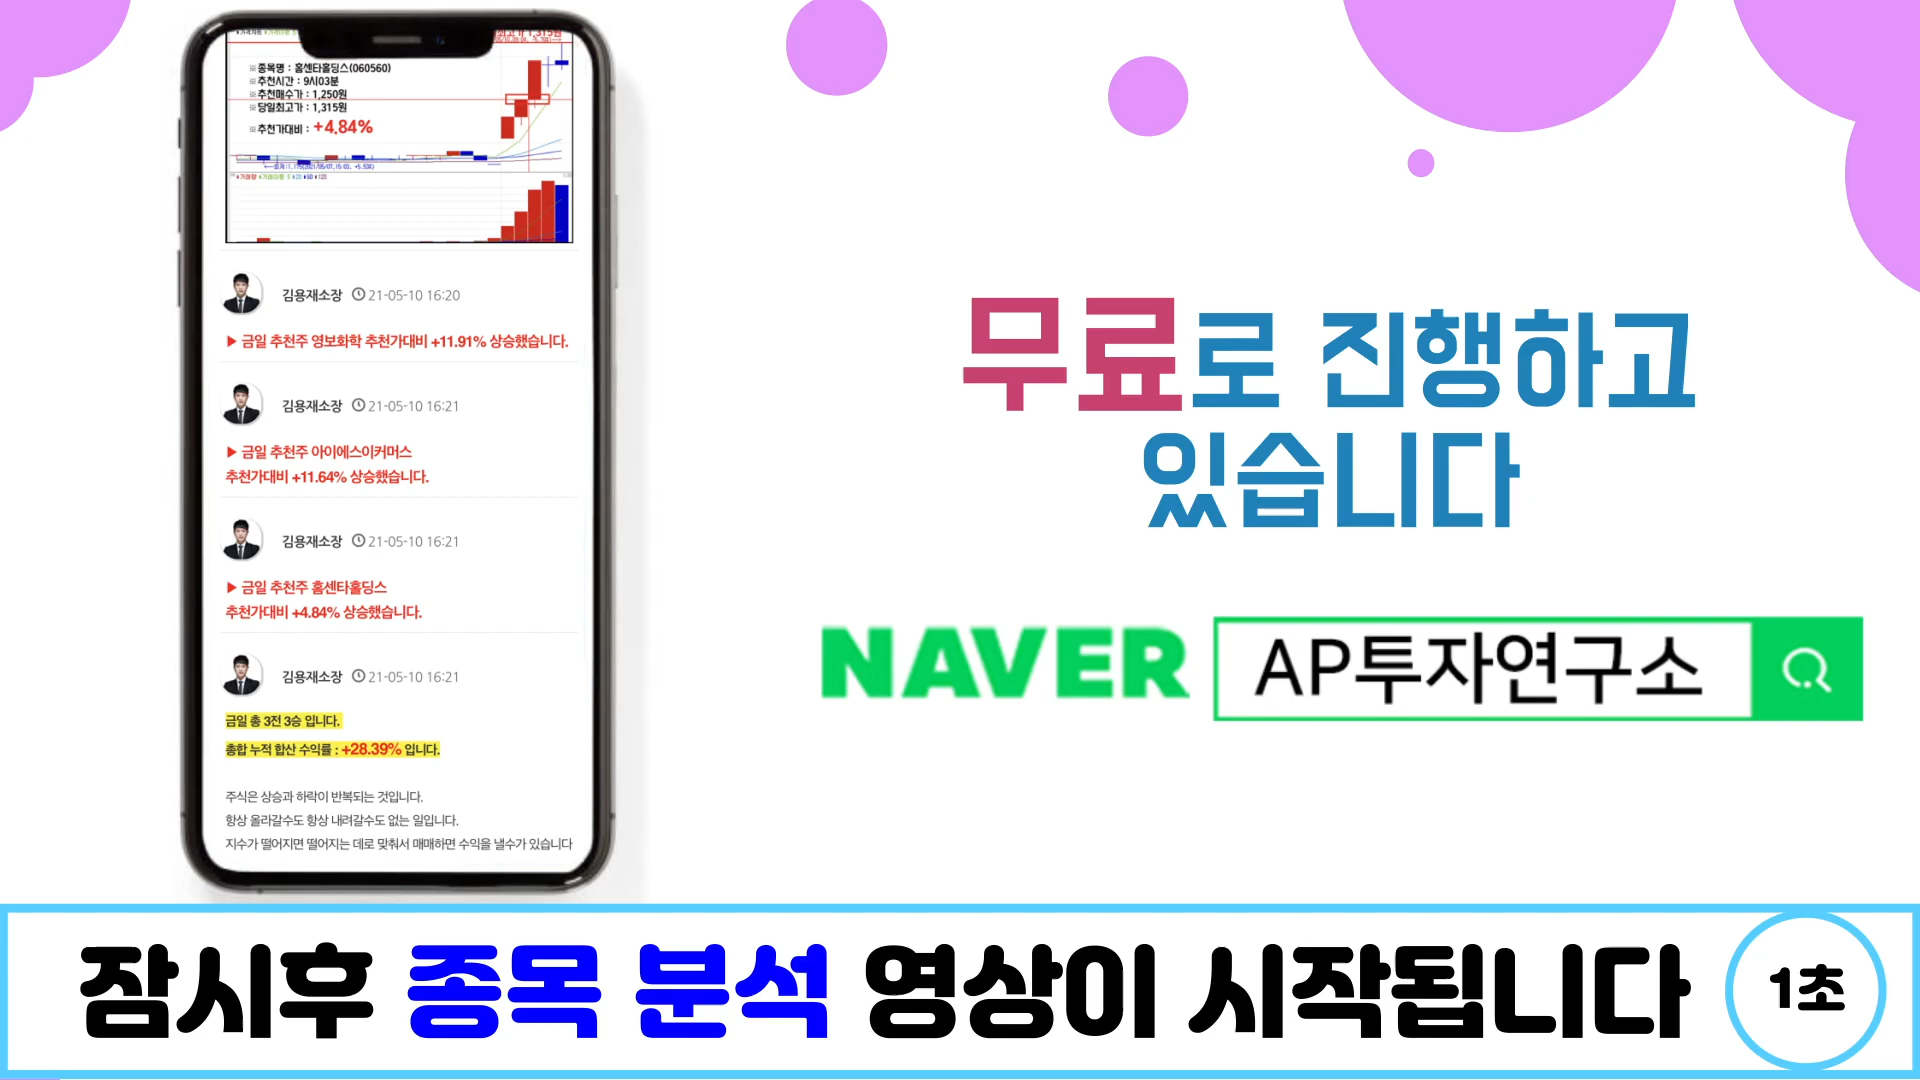 ※종목명 : 홈센타홀딩스(060560)
※추천시간 : 9시03분
※추천매수가 : 1,250원
※당일최고가 : 1,315원
※추천가대비 : +4.84%
김용재소장 21-05-10 16:20
▶ 금일 추천주 영보화학 추천가대비 +11.91% 상승했습니다.
김용재소장 21-05-10 16:21
▶ 금일 추천주 아이에스이커머스
추천가대비 +11.64% 상승했습니다.
김용재소장 21-05-10 16:21
▶ 금일 추천주 홈센타홀딩스
추천가대비 +4.84% 상승했습니다.
김용재소장 21-05-10 16:21
금일 총 3전 3승 입니다.
총합 누적 합산 수익률 : +28.39% 입니다.
주식은 상승과 하락이 반복되는 것입니다.
항상 올라갈수도 항상 내려갈수도 없는 일입니다.
지수가 떨어지면 떨어지는 데로 맞춰서 매매하면 수익을 낼수가 있습니다
무료로 진행하고
있습니다
NAVER AP투자연구소
잠시후 종목 분석 영상이 시작됩니다 1초